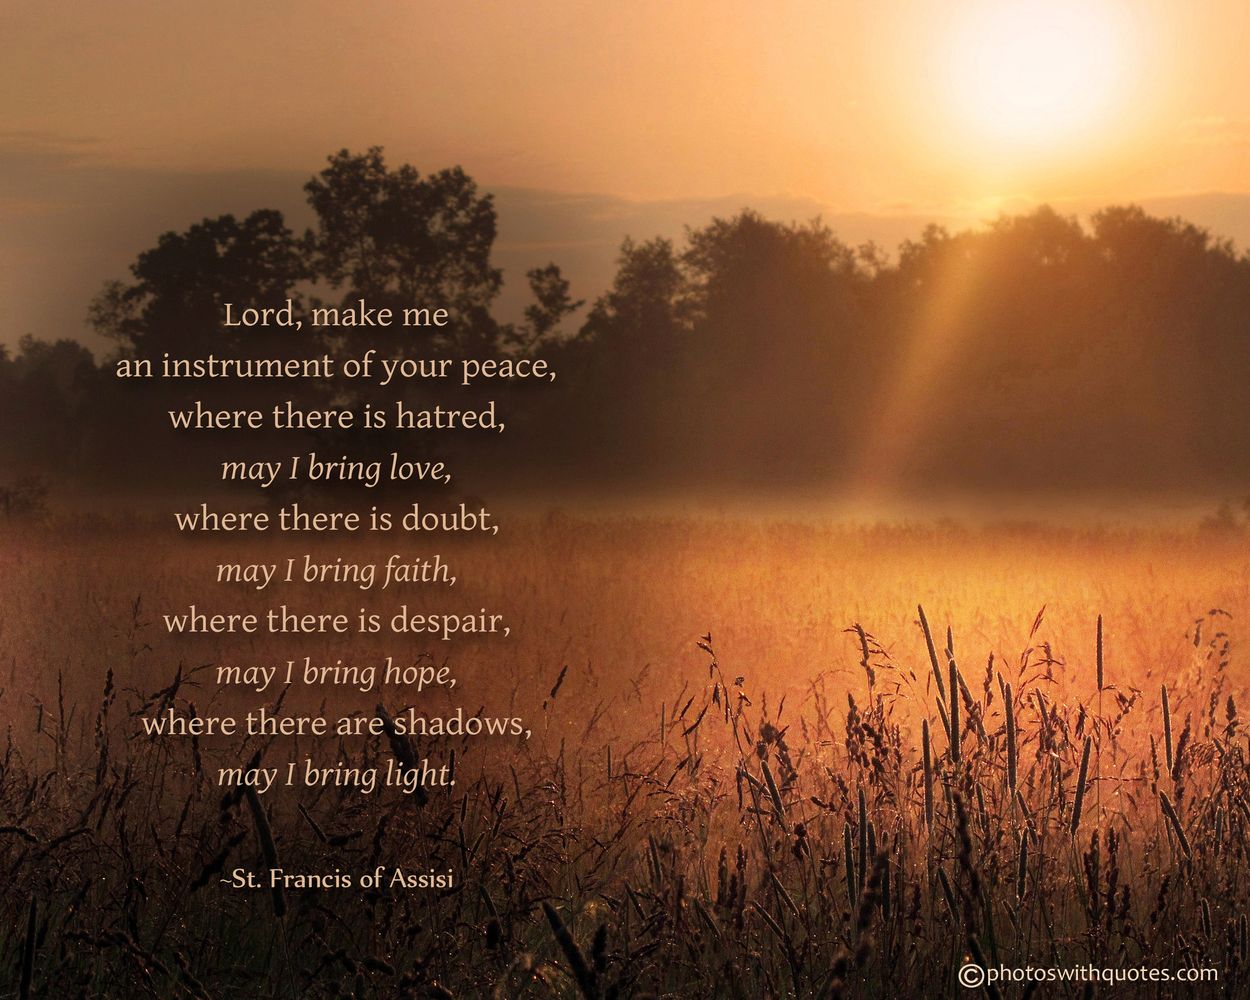 Lord, make me
an instrument of your peace,
where there is hatred,
may I bring love,
where there is doubt,
may I bring faith,
where there is despair,
may I bring hope,
where there are shadows,
may I bring light.
~St. Francis of Assisi
©photoswithquotes.com